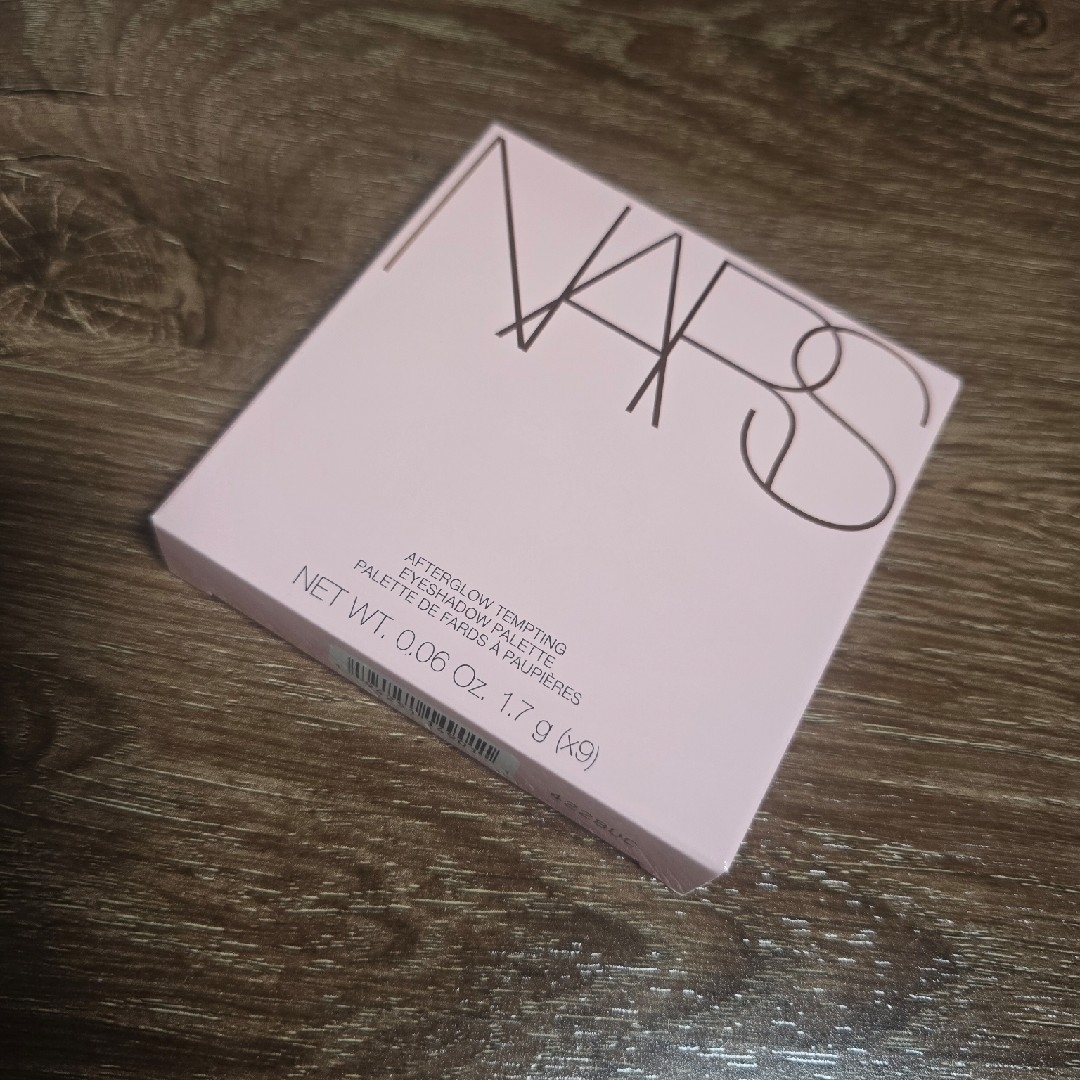 NARS
AFTERGLOW TEMPTING
EYESHADOW PALETTE
PALETTE DE FARDS À PAUPIÈRES
NET WT. 0.06 Oz. 1.7 g (x9)